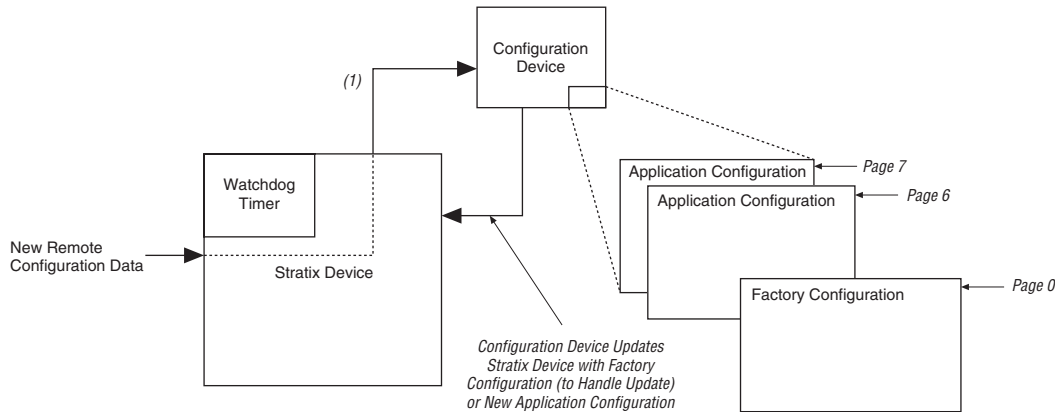 Configuration
Device
(1)
Watchdog
Timer
New Remote
Configuration Data
Stratix Device
Application Configuration
Page 7
Application Configuration
Page 6
Factory Configuration
Page 0
Configuration Device Updates
Stratix Device with Factory
Configuration (to Handle Update)
or New Application Configuration